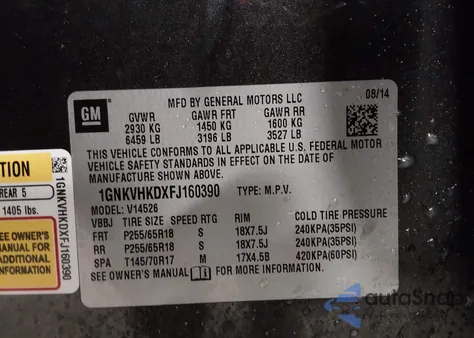 GM
MFD BY GENERAL MOTORS LLC
08/14
GVWR GAWR FRT GAWR RR
2930 KG 1450 KG 1600 KG
6459 LB 3196 LB 3527 LB
THIS VEHICLE CONFORMS TO ALL APPLICABLE U.S. FEDERAL MOTOR
VEHICLE SAFETY STANDARDS IN EFFECT ON THE DATE OF
MANUFACTURE SHOWN ABOVE.
1GNKVHKDXFJ160390 TYPE: M.P.V.
MODEL: V14526
VBBJ TIRE SIZE SPEED RTG RIM COLD TIRE PRESSURE
FRT P255/65R18 S 18X7.5J 240KPA(35PSI)
RR P255/65R18 S 18X7.5J 240KPA(35PSI)
SPA T145/70R17 M 17X4.5B 420KPA(60PSI)
SEE OWNER'S MANUAL i FOR MORE INFORMATION.
TION
REAR 5
1405 lbs.
SEE OWNER'S
MANUAL FOR
ADDITIONAL
INFORMATION
1GNKVHKDXFJ160390
autoSnap